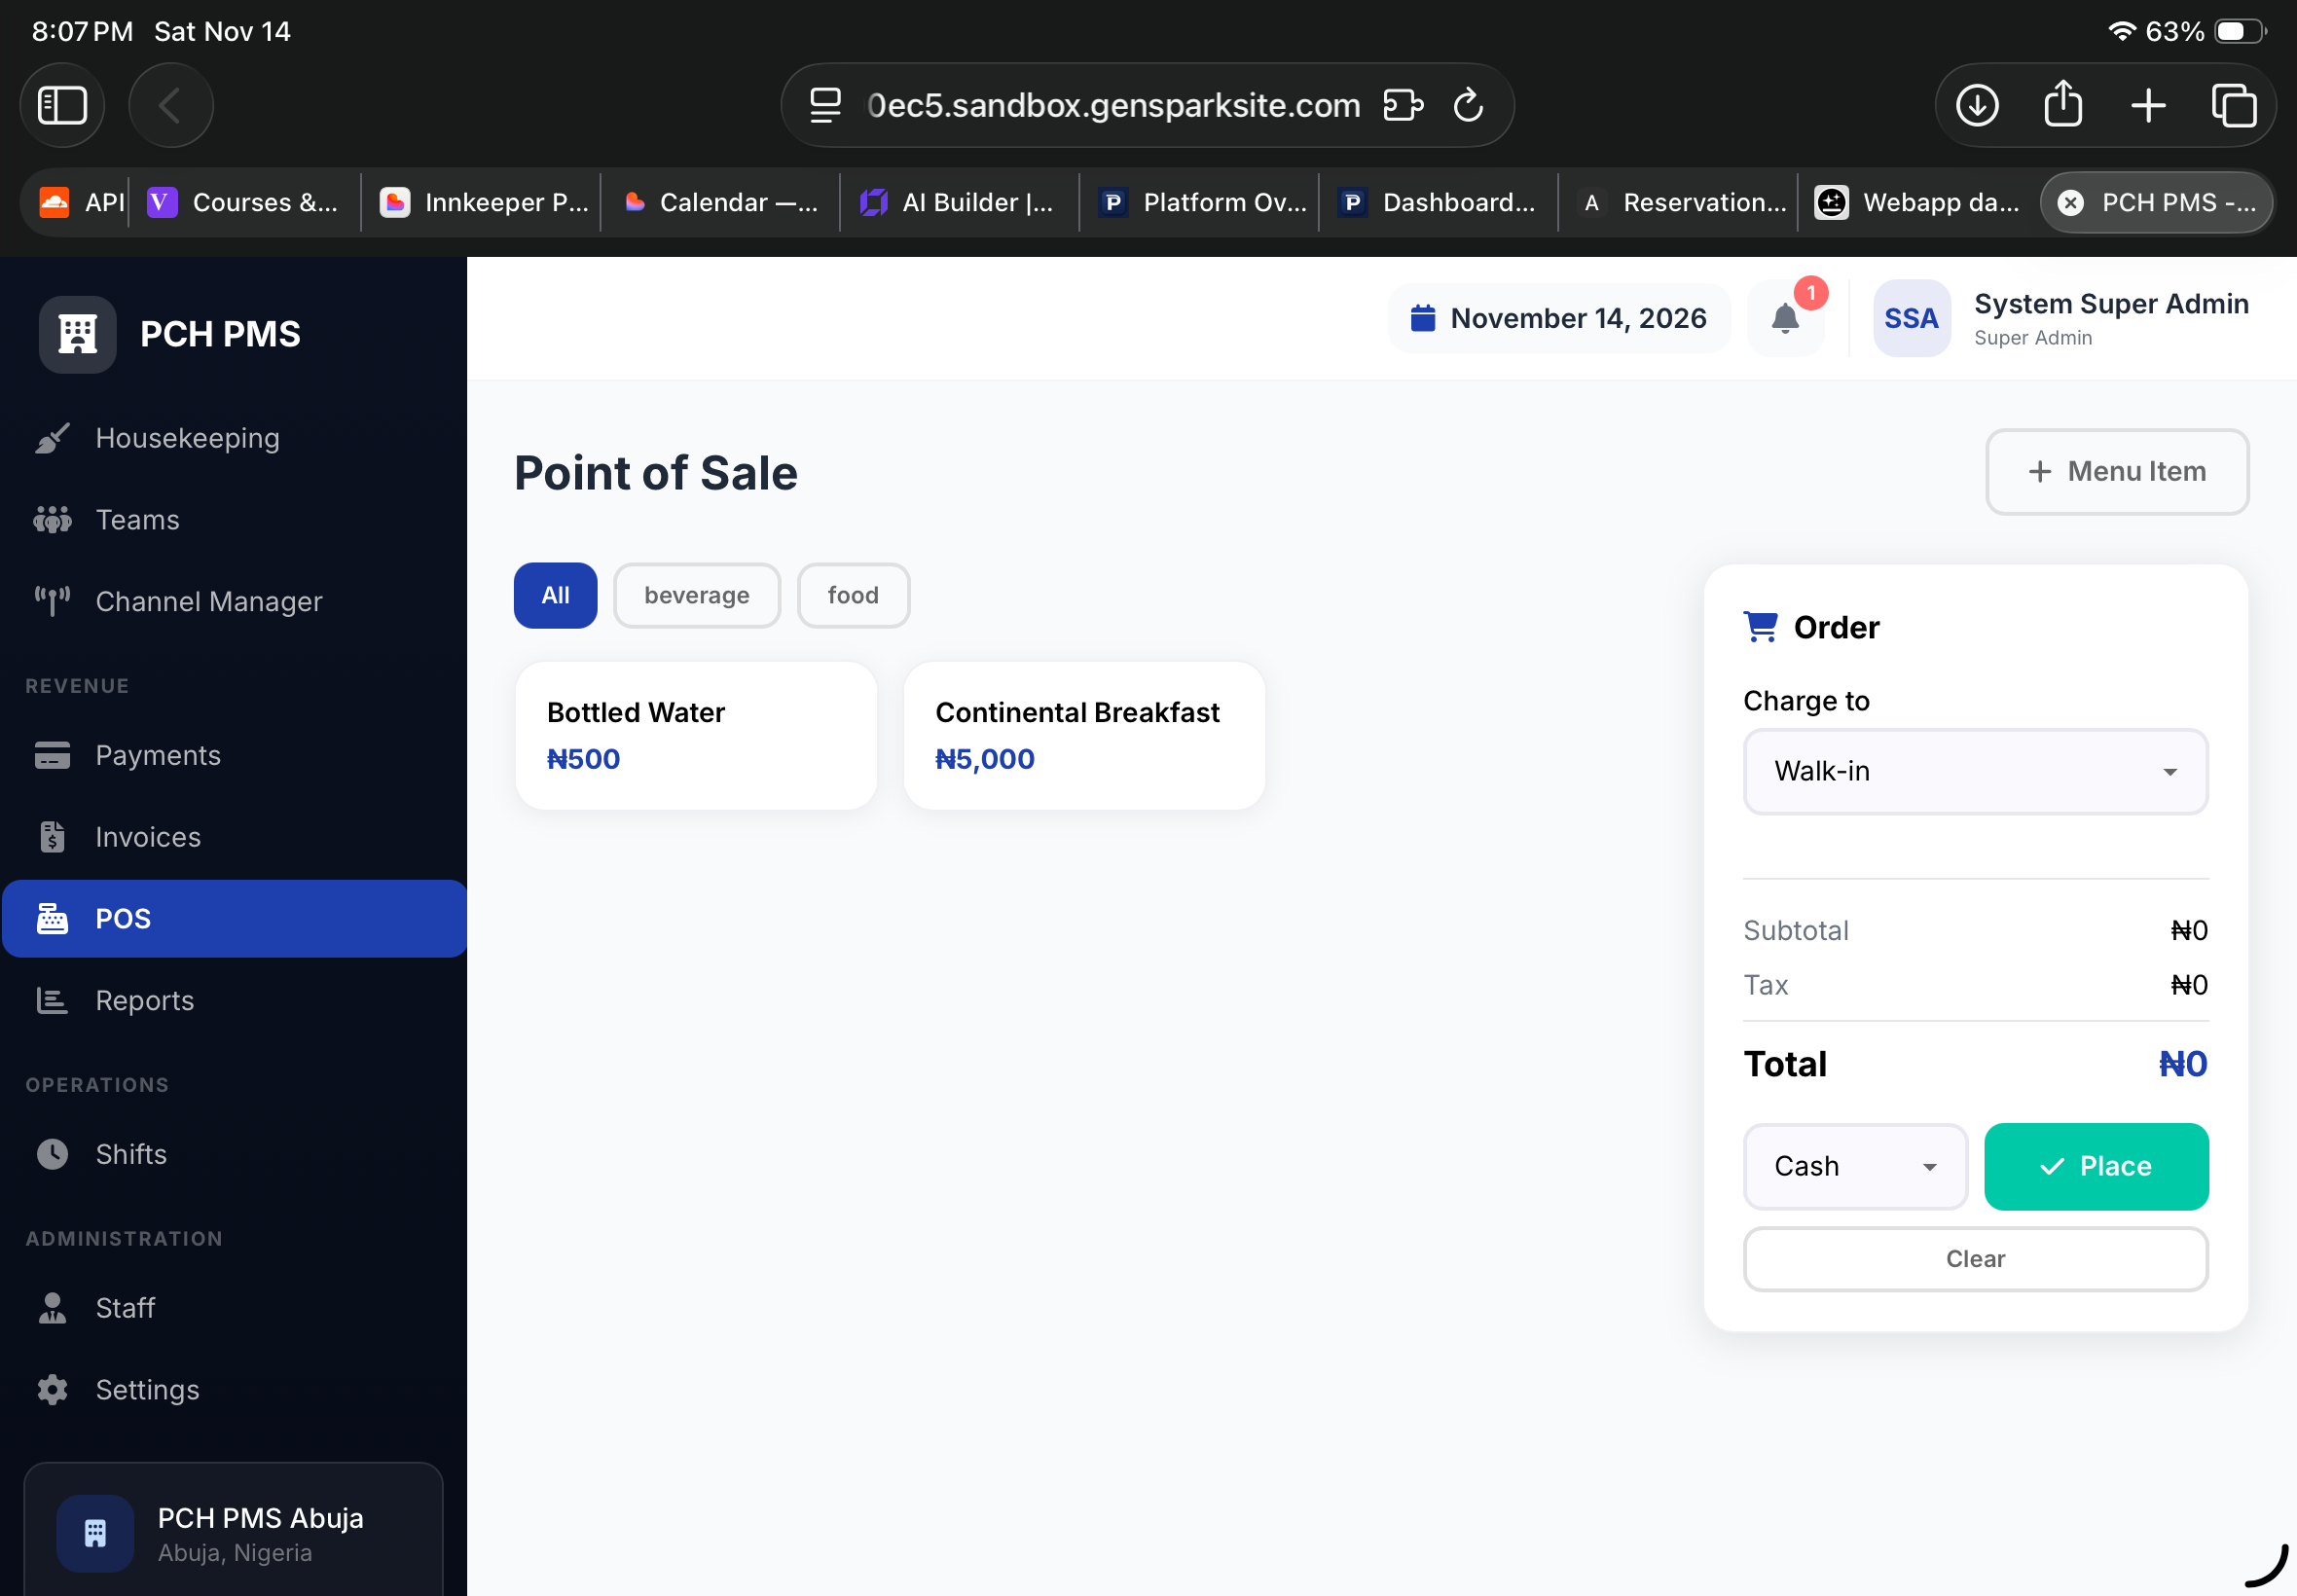 8:07 PM Sat Nov 14
63%
0ec5.sandbox.gensparksite.com
API
V Courses &...
Innkeeper P...
Calendar —...
AI Builder |...
P Platform Ov...
P Dashboard...
A Reservation...
Webapp da...
PCH PMS -...
PCH PMS
Housekeeping
Teams
Channel Manager
REVENUE
Payments
Invoices
POS
Reports
OPERATIONS
Shifts
ADMINISTRATION
Staff
Settings
PCH PMS Abuja
Abuja, Nigeria
November 14, 2026
1
SSA
System Super Admin
Super Admin
Point of Sale
+ Menu Item
All
beverage
food
Bottled Water
₦500
Continental Breakfast
₦5,000
Order
Charge to
Walk-in
Subtotal ₦0
Tax ₦0
Total ₦0
Cash
Place
Clear